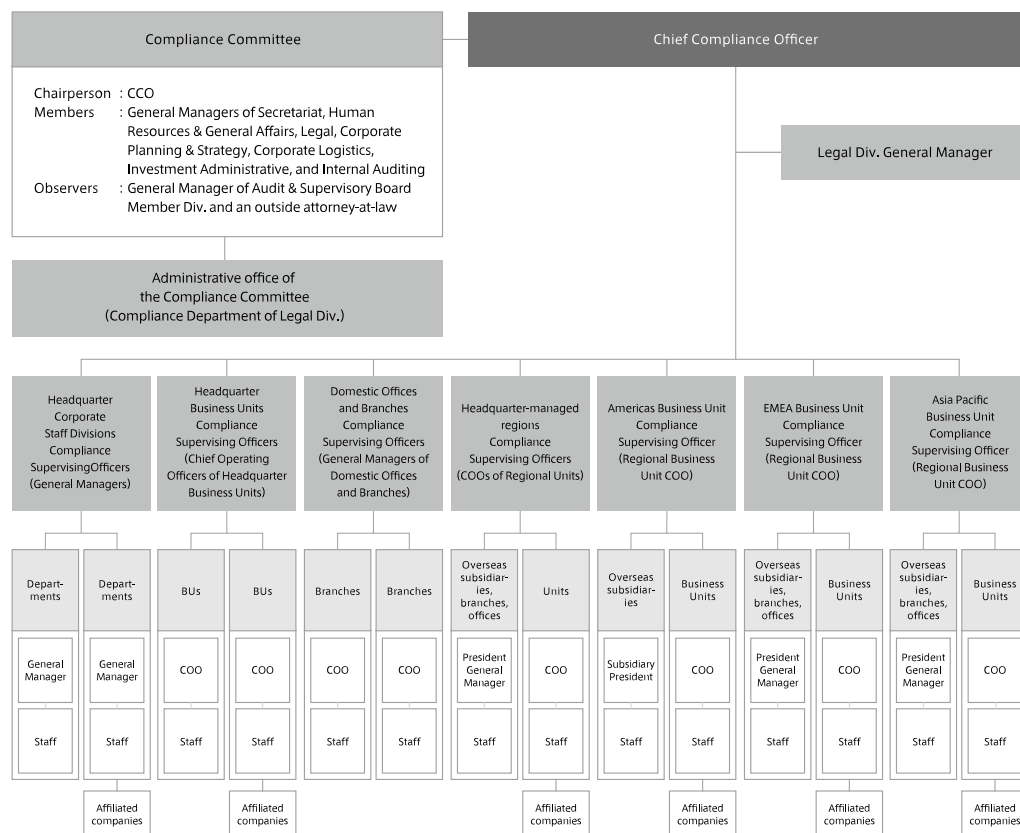 Compliance Committee
Chief Compliance Officer
Chairperson : CCO
Members : General Managers of Secretariat, Human
Resources & General Affairs, Legal, Corporate
Planning & Strategy, Corporate Logistics,
Investment Administrative, and Internal Auditing
Observers : General Manager of Audit & Supervisory Board
Member Div. and an outside attorney-at-law
Legal Div. General Manager
Administrative office of
the Compliance Committee
(Compliance Department of Legal Div.)
Headquarter
Corporate
Staff Divisions
Compliance
SupervisingOfficers
(General Managers)
Headquarter
Business Units
Compliance
Supervising Officers
(Chief Operating
Officers of Headquarter
Business Units)
Domestic Offices
and Branches
Compliance
Supervising Officers
(General Managers of
Domestic Offices
and Branches)
Headquarter-managed
regions
Compliance
Supervising Officers
(COOs of Regional Units)
Americas Business Unit
Compliance
Supervising Officer
(Regional Business
Unit COO)
EMEA Business Unit
Compliance
Supervising Officer
(Regional Business
Unit COO)
Asia Pacific
Business Unit
Compliance
Supervising Officer
(Regional Business
Unit COO)
Depart-
ments
Depart-
ments
BUs
BUs
Branches
Branches
Overseas
subsidiar-
ies,
branches,
offices
Units
Overseas
subsidiar-
ies
Business
Units
Overseas
subsidiar-
ies,
branches,
offices
Business
Units
Overseas
subsidiar-
ies,
branches,
offices
Business
Units
General
Manager
General
Manager
COO
COO
COO
COO
President
General
Manager
COO
Subsidiary
President
COO
President
General
Manager
COO
President
General
Manager
COO
Staff
Staff
Staff
Staff
Staff
Staff
Staff
Staff
Staff
Staff
Staff
Staff
Staff
Staff
Affiliated
companies
Affiliated
companies
Affiliated
companies
Affiliated
companies
Affiliated
companies
Affiliated
companies